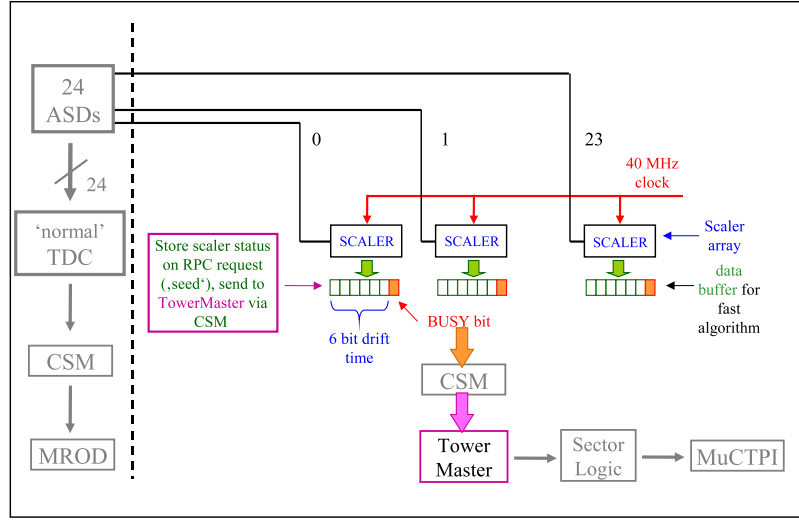 24
ASDs
24
'normal'
TDC
CSM
MROD
0
1
23
40 MHz
clock
SCALER
SCALER
SCALER
Scaler
array
Store scaler status
on RPC request
(‚seed‘), send to
TowerMaster via
CSM
data
buffer for
fast
algorithm
6 bit drift
time
BUSY bit
CSM
Tower
Master
Sector
Logic
MuCTPI